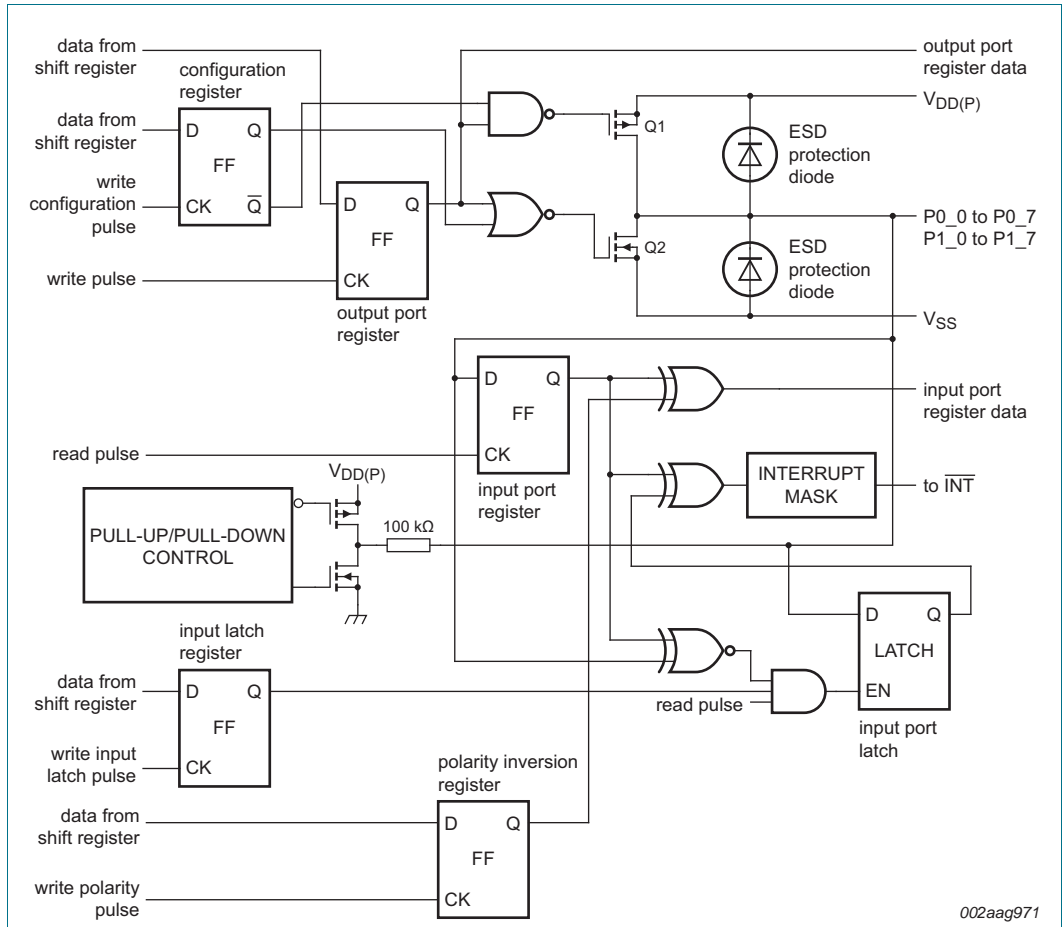 data from
shift register
configuration
register
data from
shift register
D
Q
FF
write
configuration
pulse
CK
Q̅
D
Q
FF
CK
write pulse
output port
register
output port
register data
V_DD(P)
Q1
ESD
protection
diode
P0_0 to P0_7
P1_0 to P1_7
Q2
ESD
protection
diode
V_SS
D
Q
FF
CK
read pulse
input port
register
input port
register data
INTERRUPT
MASK
to I̅N̅T̅
V_DD(P)
PULL-UP/PULL-DOWN
CONTROL
100 kΩ
D
Q
LATCH
EN
read pulse
input port
latch
input latch
register
data from
shift register
D
Q
FF
write input
latch pulse
CK
polarity inversion
register
data from
shift register
D
Q
FF
write polarity
pulse
CK
002aag971